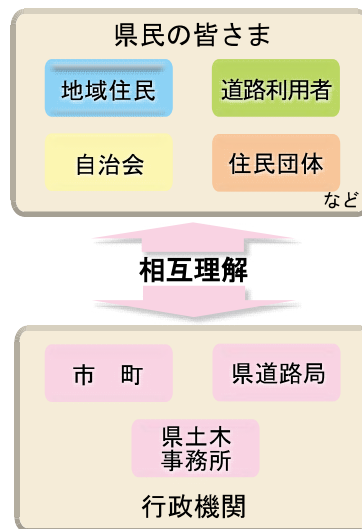 県民の皆さま
地域住民
道路利用者
自治会
住民団体
など
相互理解
市　町
県道路局
県土木
事務所
行政機関